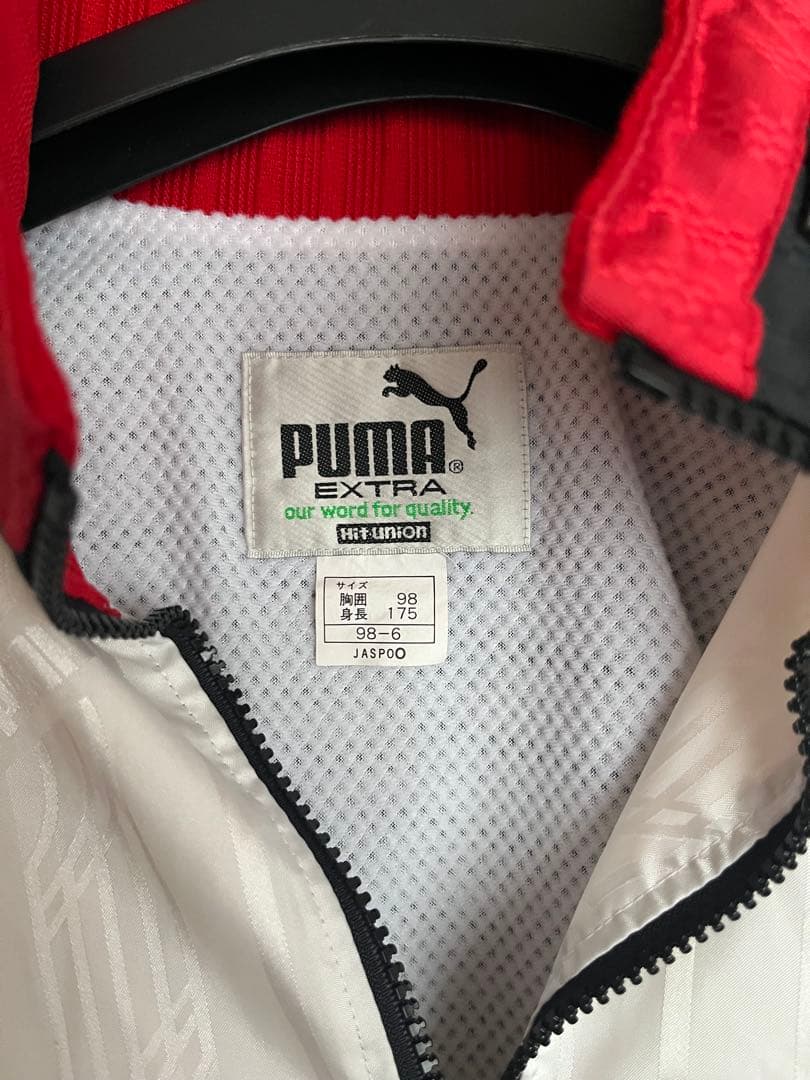 PUMA®
EXTRA
our word for quality.
Hit-union
サイズ
胸囲 98
身長 175
98-6
JASPOO